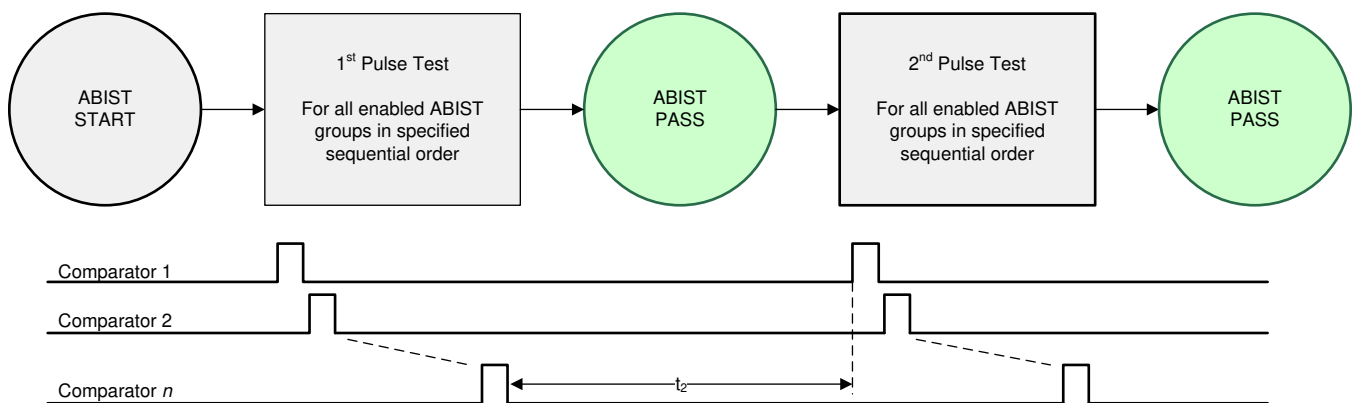 ABIST
START
1st Pulse Test
For all enabled ABIST
groups in specified
sequential order
ABIST
PASS
2nd Pulse Test
For all enabled ABIST
groups in specified
sequential order
ABIST
PASS
Comparator 1
Comparator 2
Comparator n
t2